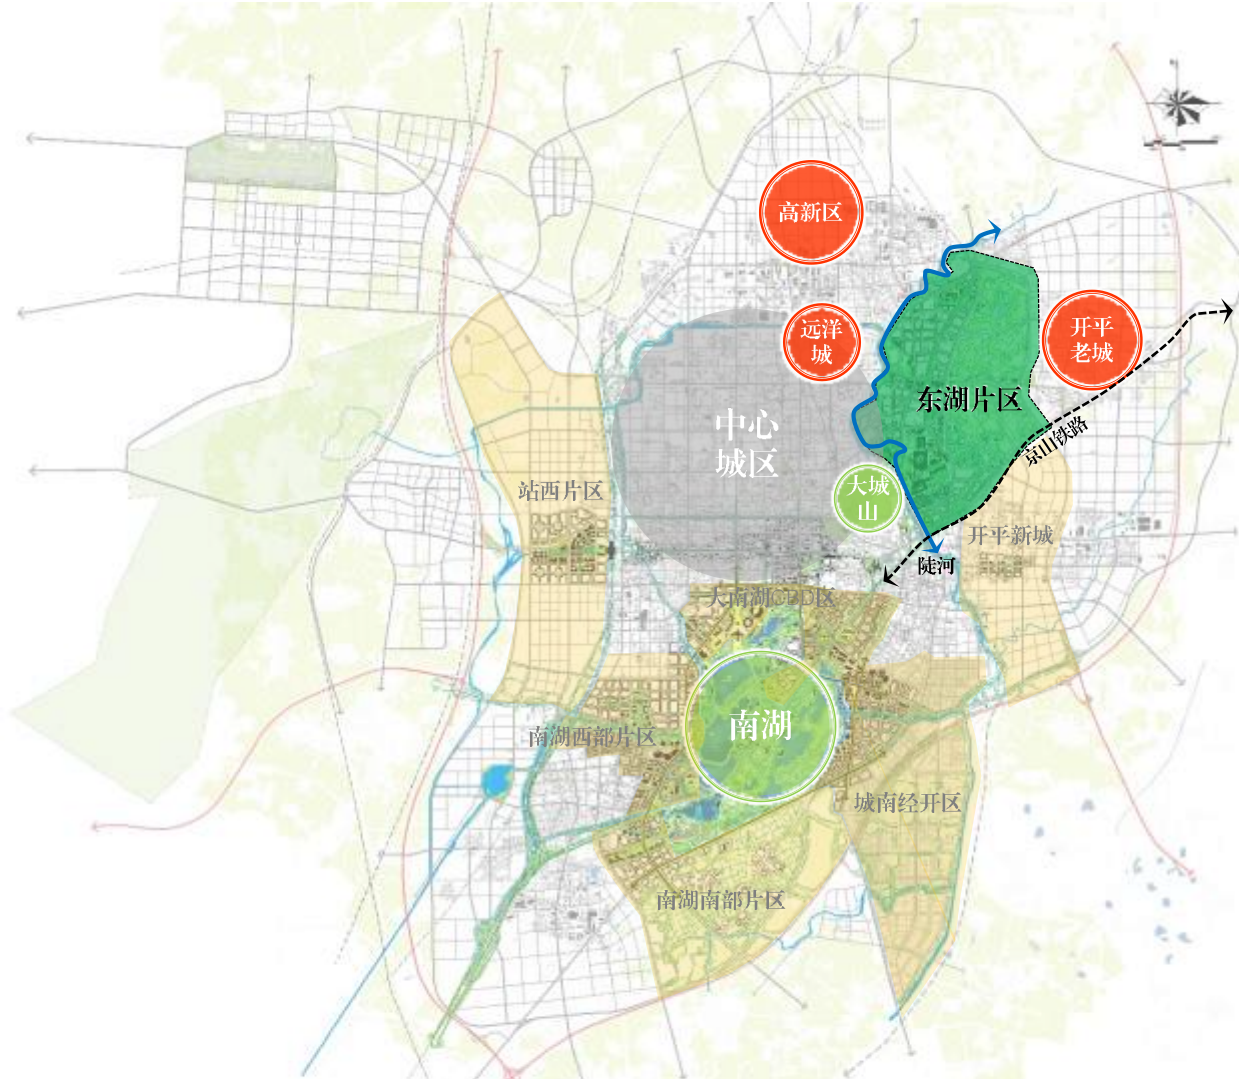 高新区
远洋
城
开平
老城
东湖片区
中心
城区
京山铁路
大城
山
站西片区
开平新城
陡河
大南湖CBD区
南湖
南湖西部片区
城南经开区
南湖南部片区